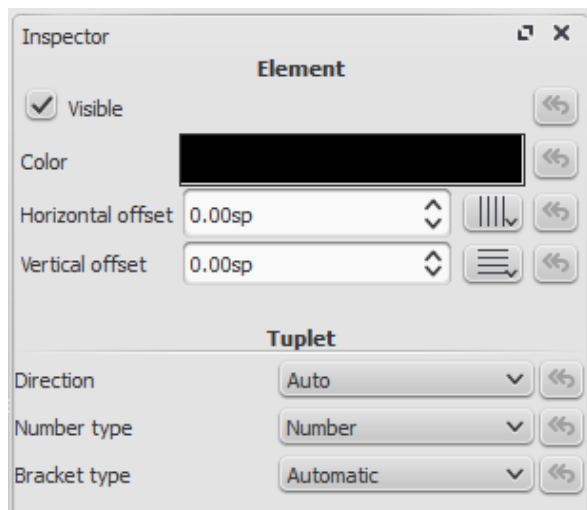 Inspector
Element
Visible
Color
Horizontal offset 0.00sp
Vertical offset 0.00sp
Tuplet
Direction Auto
Number type Number
Bracket type Automatic